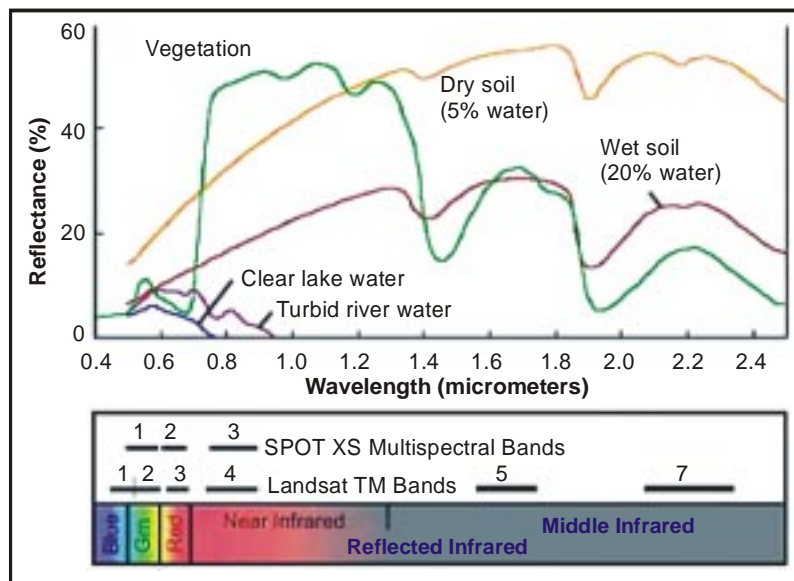 60
Vegetation
Dry soil
(5% water)
40
Wet soil
(20% water)
Reflectance (%)
20
Clear lake water
Turbid river water
0
0.4 0.6 0.8 1.0 1.2 1.4 1.6 1.8 2.0 2.2 2.4
Wavelength (micrometers)
1 2 3
SPOT XS Multispectral Bands
1 2 3 4 5 7
Landsat TM Bands
Blue Grn Red Near Infrared Middle Infrared
Reflected Infrared